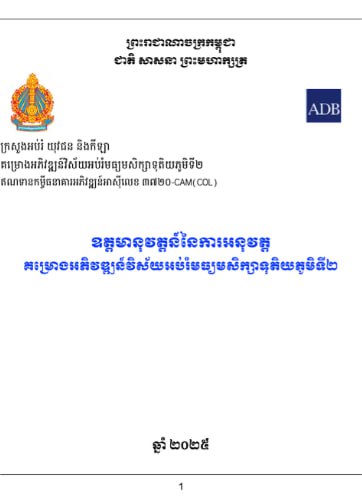 ព្រះរាជាណាចក្រកម្ពុជា
ជាតិ សាសនា ព្រះមហាក្សត្រ
ADB
ក្រសួងអប់រំ យុវជន និងកីឡា
គម្រោងអភិវឌ្ឍន៍វិស័យអប់រំមធ្យមសិក្សាទុតិយភូមិទី២
ឥណទានកម្ចីធនាគារអភិវឌ្ឍន៍អាស៊ីលេខ ៣៧២០-CAM(COL)
ឧត្តមានុវត្តន៍នៃការអនុវត្ត
គម្រោងអភិវឌ្ឍន៍វិស័យអប់រំមធ្យមសិក្សាទុតិយភូមិទី២
ឆ្នាំ ២០២៥
1